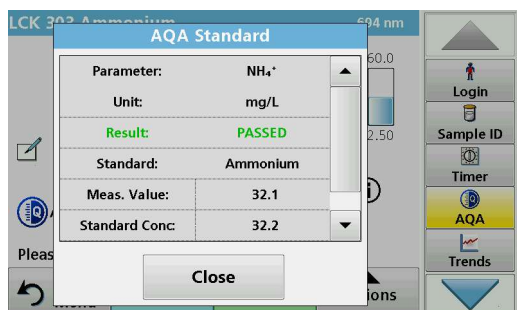 LCK 303 Ammonium 694 nm
AQA Standard
Parameter: NH₄⁺
Unit: mg/L
Result: PASSED
Standard: Ammonium
Meas. Value: 32.1
Standard Conc: 32.2
Close
60.0
2.50
Pleas
Menu
ions
Login
Sample ID
Timer
AQA
Trends